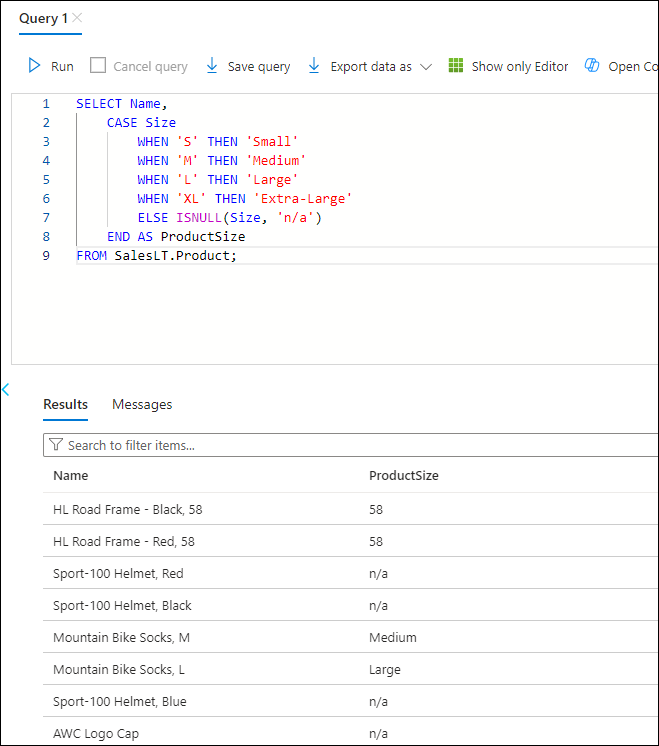 Query 1
Run Cancel query Save query Export data as Show only Editor Open Co
1 SELECT Name,
2 CASE Size
3 WHEN 'S' THEN 'Small'
4 WHEN 'M' THEN 'Medium'
5 WHEN 'L' THEN 'Large'
6 WHEN 'XL' THEN 'Extra-Large'
7 ELSE ISNULL(Size, 'n/a')
8 END AS ProductSize
9 FROM SalesLT.Product;
Results Messages
Search to filter items...
Name ProductSize
HL Road Frame - Black, 58 58
HL Road Frame - Red, 58 58
Sport-100 Helmet, Red n/a
Sport-100 Helmet, Black n/a
Mountain Bike Socks, M Medium
Mountain Bike Socks, L Large
Sport-100 Helmet, Blue n/a
AWC Logo Cap n/a